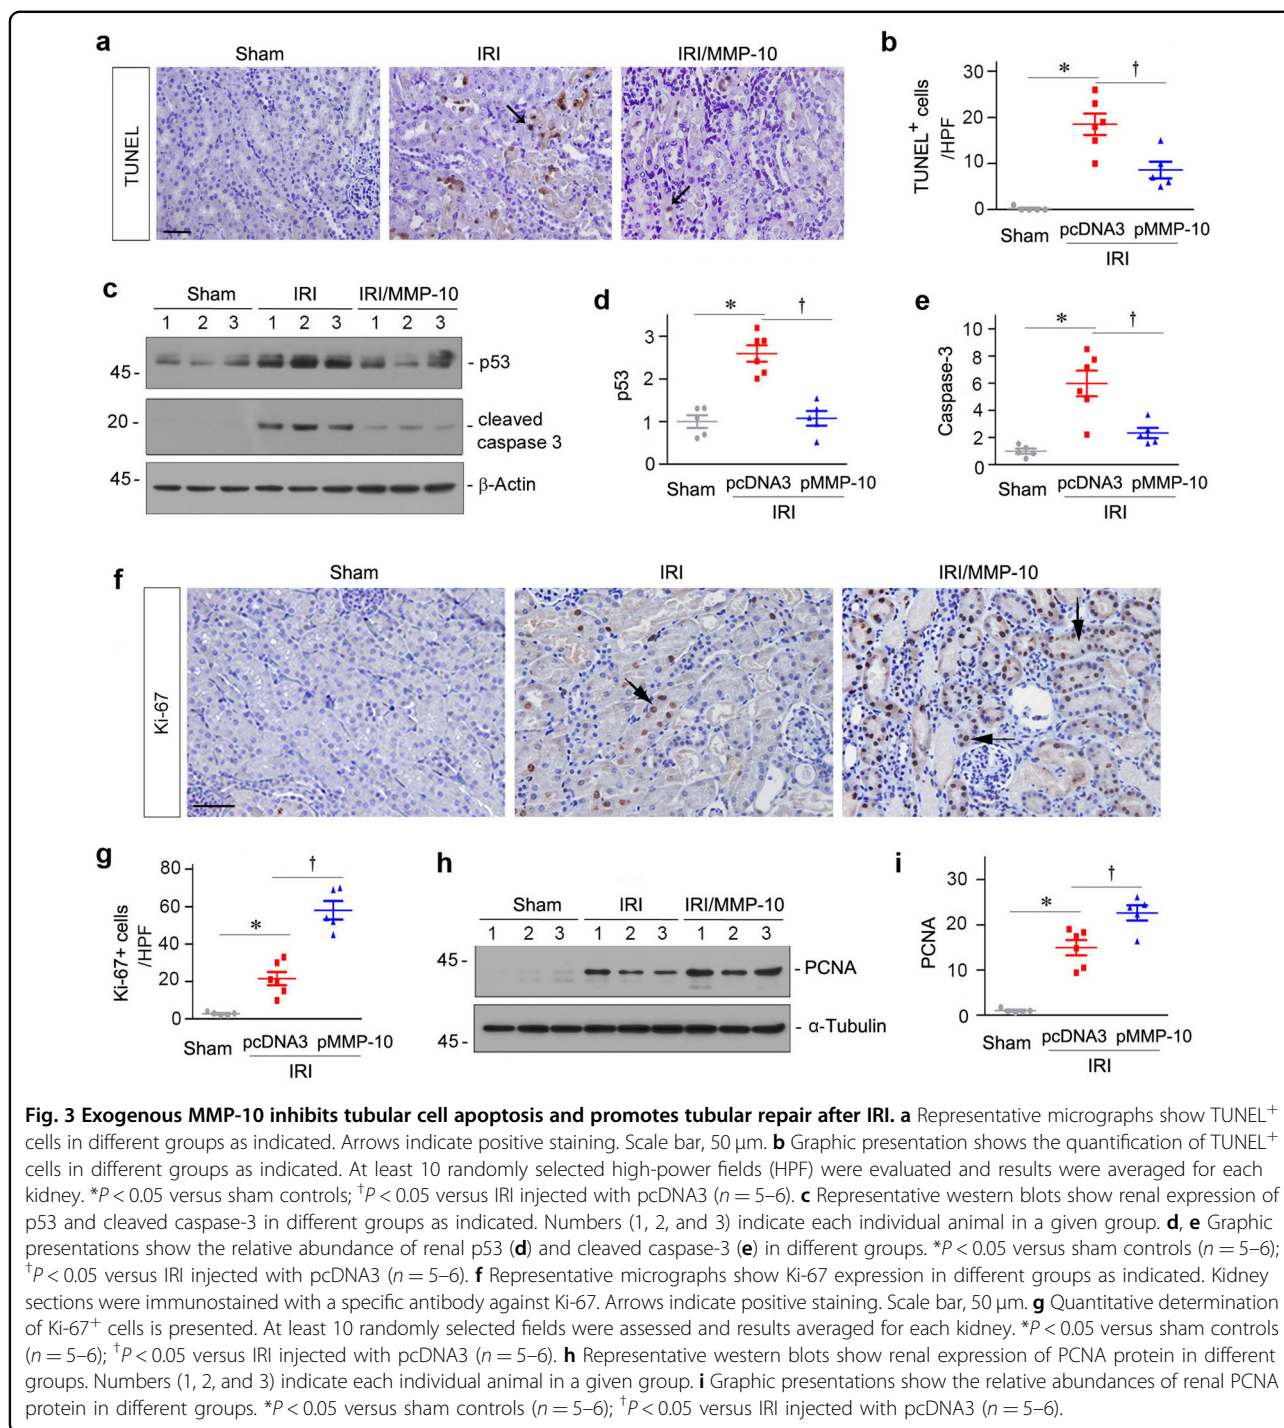 a
Sham
IRI
IRI/MMP-10
TUNEL
b
TUNEL+ cells
/HPF
30
20
10
0
*
†
Sham
pcDNA3
pMMP-10
IRI
c
Sham
IRI
IRI/MMP-10
1 2 3 1 2 3 1 2 3
45 -
- p53
20 -
- cleaved
caspase 3
45 -
- β-Actin
d
p53
3
2
1
0
*
†
Sham
pcDNA3
pMMP-10
IRI
e
Caspase-3
10
8
6
4
2
0
*
†
Sham
pcDNA3
pMMP-10
IRI
f
Sham
IRI
IRI/MMP-10
Ki-67
g
Ki-67+ cells
/HPF
80
60
40
20
0
*
†
Sham
pcDNA3
pMMP-10
IRI
h
Sham
IRI
IRI/MMP-10
1 2 3 1 2 3 1 2 3
45 -
- PCNA
45 -
- α-Tubulin
i
PCNA
30
20
10
0
*
†
Sham
pcDNA3
pMMP-10
IRI
Fig. 3 Exogenous MMP-10 inhibits tubular cell apoptosis and promotes tubular repair after IRI. a Representative micrographs show TUNEL+
cells in different groups as indicated. Arrows indicate positive staining. Scale bar, 50 μm. b Graphic presentation shows the quantification of TUNEL+
cells in different groups as indicated. At least 10 randomly selected high-power fields (HPF) were evaluated and results were averaged for each
kidney. *P < 0.05 versus sham controls; †P < 0.05 versus IRI injected with pcDNA3 (n = 5–6). c Representative western blots show renal expression of
p53 and cleaved caspase-3 in different groups as indicated. Numbers (1, 2, and 3) indicate each individual animal in a given group. d, e Graphic
presentations show the relative abundance of renal p53 (d) and cleaved caspase-3 (e) in different groups. *P < 0.05 versus sham controls (n = 5–6);
†P < 0.05 versus IRI injected with pcDNA3 (n = 5–6). f Representative micrographs show Ki-67 expression in different groups as indicated. Kidney
sections were immunostained with a specific antibody against Ki-67. Arrows indicate positive staining. Scale bar, 50 μm. g Quantitative determination
of Ki-67+ cells is presented. At least 10 randomly selected fields were assessed and results averaged for each kidney. *P < 0.05 versus sham controls
(n = 5–6); †P < 0.05 versus IRI injected with pcDNA3 (n = 5–6). h Representative western blots show renal expression of PCNA protein in different
groups. Numbers (1, 2, and 3) indicate each individual animal in a given group. i Graphic presentations show the relative abundances of renal PCNA
protein in different groups. *P < 0.05 versus sham controls (n = 5–6); †P < 0.05 versus IRI injected with pcDNA3 (n = 5–6).